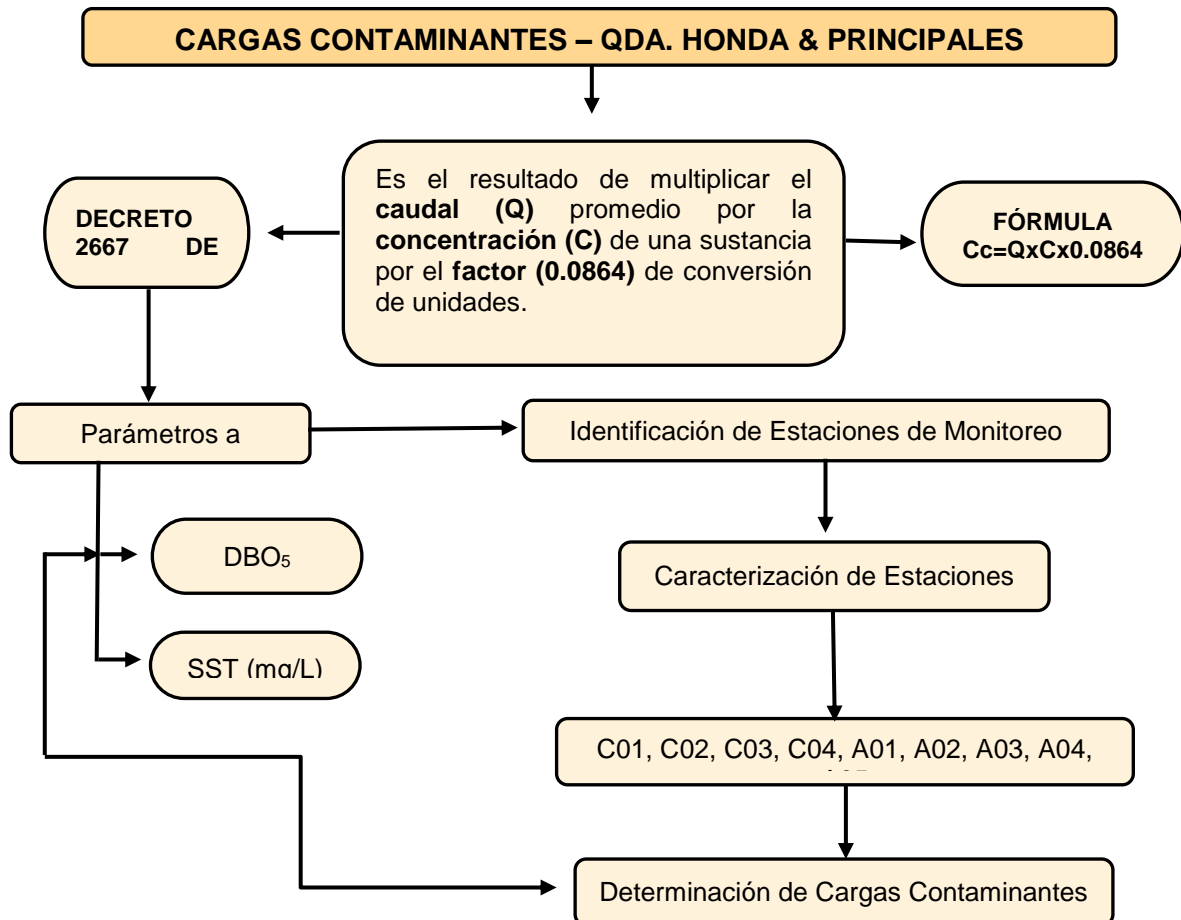 CARGAS CONTAMINANTES – QDA. HONDA & PRINCIPALES
Es el resultado de multiplicar el
caudal (Q) promedio por la
concentración (C) de una sustancia
por el factor (0.0864) de conversión
de unidades.
DECRETO
2667 DE
FÓRMULA
Cc=QxCx0.0864
Parámetros a
Identificación de Estaciones de Monitoreo
DBO₅
Caracterización de Estaciones
SST (mg/L)
C01, C02, C03, C04, A01, A02, A03, A04,
Determinación de Cargas Contaminantes